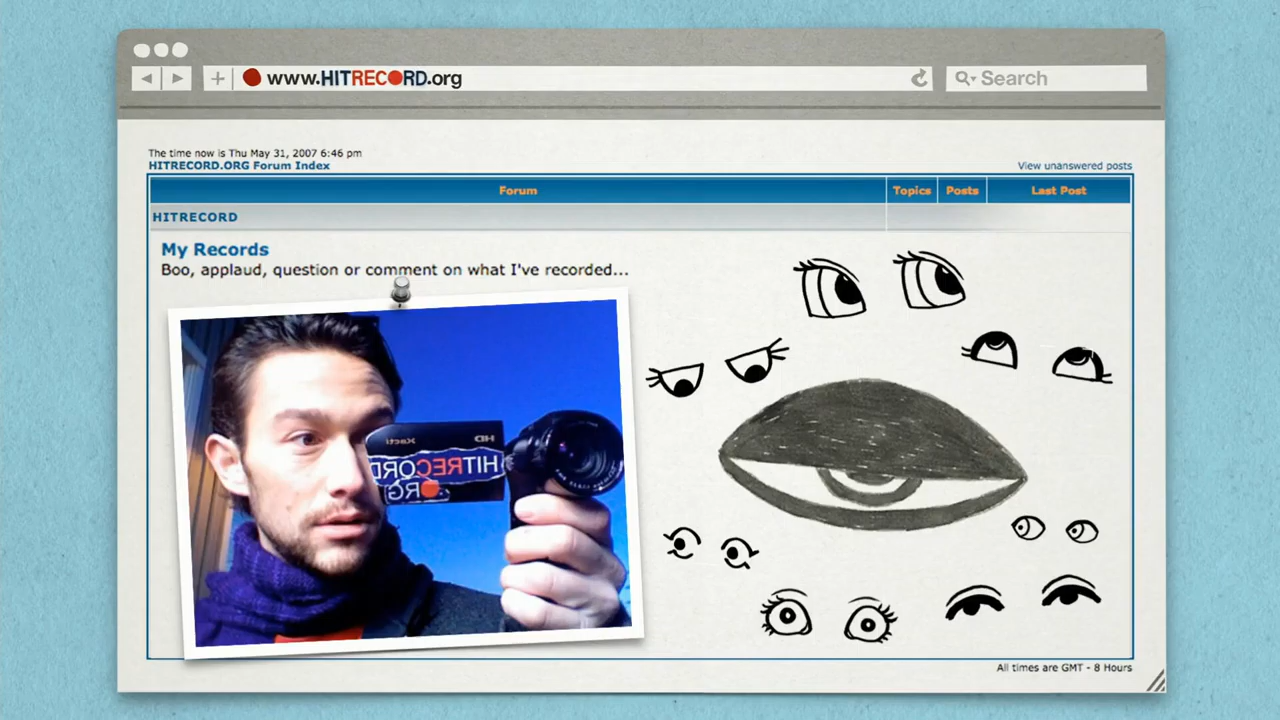 www.HITRECORD.org
Search
The time now is Thu May 31, 2007 6:46 pm
HITRECORD.ORG Forum Index
View unanswered posts
Forum
Topics
Posts
Last Post
HITRECORD
My Records
Boo, applaud, question or comment on what I've recorded...
HD
Xacti
HITRECORD
.ORG
All times are GMT - 8 Hours